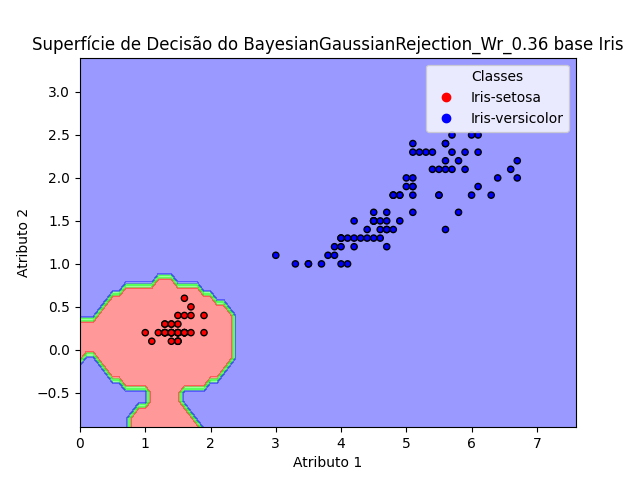 Superfície de Decisão do BayesianGaussianRejection_Wr_0.36 base Iris
Classes
Iris-setosa
Iris-versicolor
Atributo 2
3.0
2.5
2.0
1.5
1.0
0.5
0.0
−0.5
0
1
2
3
4
5
6
7
Atributo 1